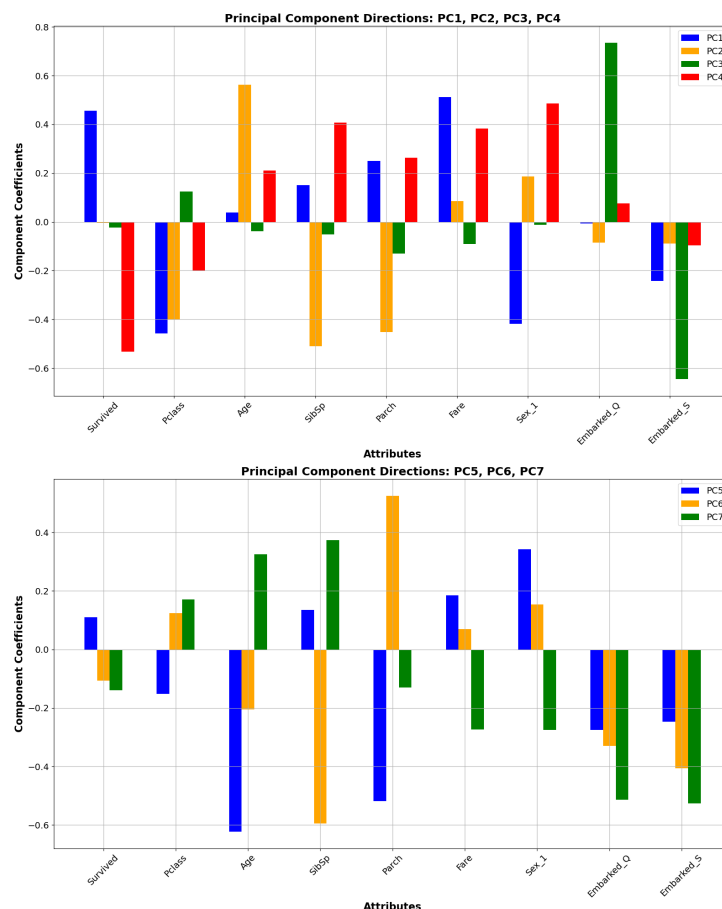 Principal Component Directions: PC1, PC2, PC3, PC4
0.8
0.6
0.4
0.2
0.0
−0.2
−0.4
−0.6
Component Coefficients
PC1
PC2
PC3
PC4
Survived
Pclass
Age
SibSp
Parch
Fare
Sex_1
Embarked_Q
Embarked_S
Attributes
Principal Component Directions: PC5, PC6, PC7
0.4
0.2
0.0
−0.2
−0.4
−0.6
Component Coefficients
PC5
PC6
PC7
Survived
Pclass
Age
SibSp
Parch
Fare
Sex_1
Embarked_Q
Embarked_S
Attributes